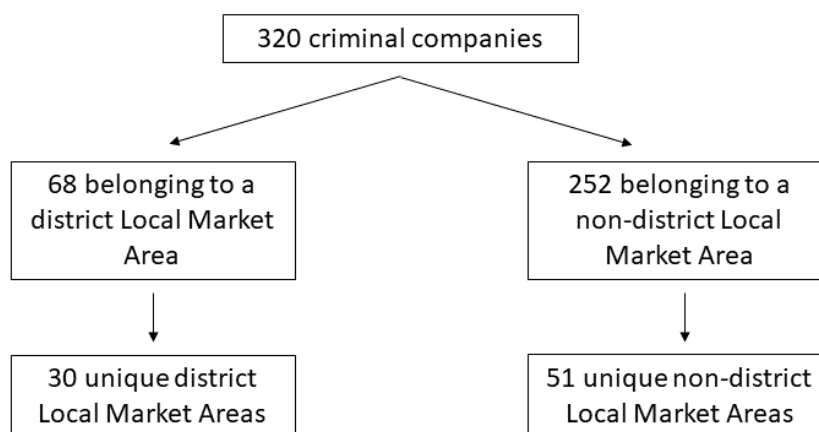 320 criminal companies
68 belonging to a
district Local Market
Area
252 belonging to a
non-district Local
Market Area
30 unique district
Local Market Areas
51 unique non-district
Local Market Areas